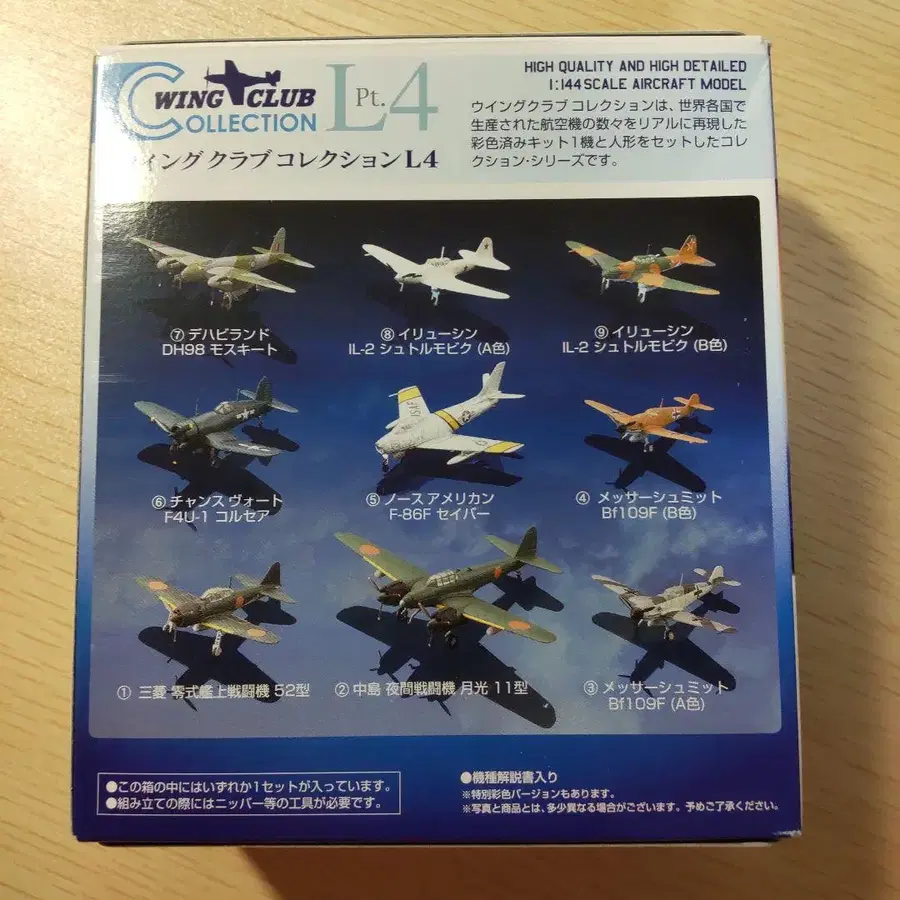 WING CLUB
COLLECTION
L Pt.4
イング クラブ コレクション L4
HIGH QUALITY AND HIGH DETAILED
1:144 SCALE AIRCRAFT MODEL
ウイングクラブ コレクションは、世界各国で
生産された航空機の数々をリアルに再現した
彩色済みキット1機と人形をセットしたコレ
クション・シリーズです。
⑦ デハビランド
DH98 モスキート
⑧ イリューシン
IL-2 シュトルモビク (A色)
⑨ イリューシン
IL-2 シュトルモビク (B色)
⑥ チャンス ヴォート
F4U-1 コルセア
⑤ ノース アメリカン
F-86F セイバー
④ メッサーシュミット
Bf109F (B色)
① 三菱 零式艦上戦闘機 52型
② 中島 夜間戦闘機 月光 11型
③ メッサーシュミット
Bf109F (A色)
●この箱の中にはいずれか1セットが入っています。
●組み立ての際にはニッパー等の工具が必要です。
●機種解説書入り
※特別彩色バージョンもあります。
※写真と商品とは、多少異なる場合がございます。予めご了承ください。